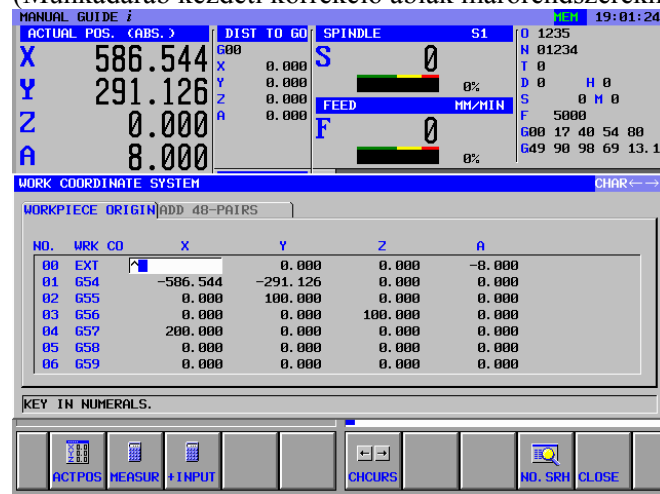 (Munkadarab kezdeti korrekció ablak marórendszerekn
MANUAL GUIDE i MEM 19:01:24
ACTUAL POS. (ABS.) DIST TO GO SPINDLE S1 O 1235
X 586.544 G00 S 0 N 01234
X 0.000 T 0
Y 291.126 Y 0.000 0% D 0 H 0
Z 0.000 S 0 M 0
Z 0.000 A 0.000 FEED MM/MIN F 5000
F 0 G00 17 40 54 80
A 8.000 0% G49 90 98 69 13.1
WORK COORDINATE SYSTEM CHAR←→
WORKPIECE ORIGIN ADD 48-PAIRS
NO. WRK CO X Y Z A
00 EXT ^ 0.000 0.000 -8.000
01 G54 -586.544 -291.126 0.000 0.000
02 G55 0.000 100.000 0.000 0.000
03 G56 0.000 0.000 100.000 0.000
04 G57 200.000 0.000 0.000 0.000
05 G58 0.000 0.000 0.000 0.000
06 G59 0.000 0.000 0.000 0.000
KEY IN NUMERALS.
ACTPOS MEASUR +INPUT CHCURS NO.SRH CLOSE